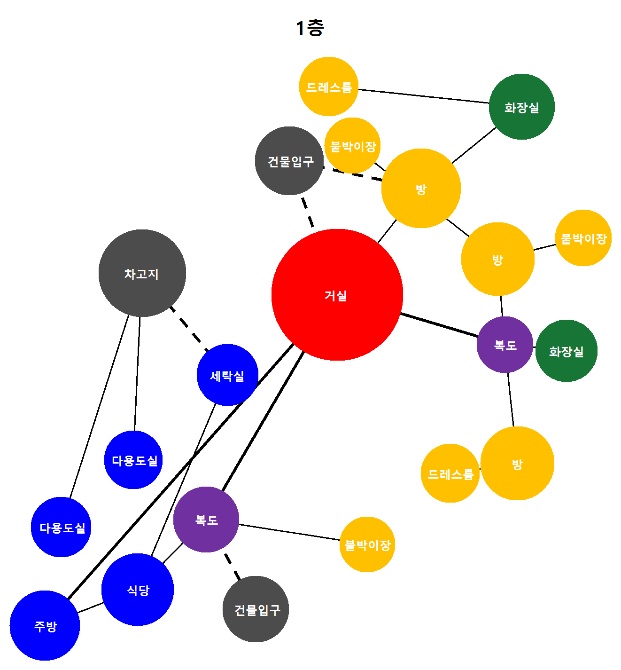 1층
드레스룸
화장실
붙박이장
건물입구
방
붙박이장
방
차고지
거실
복도
화장실
세탁실
다용도실
방
드레스룸
복도
다용도실
붙박이장
식당
건물입구
주방